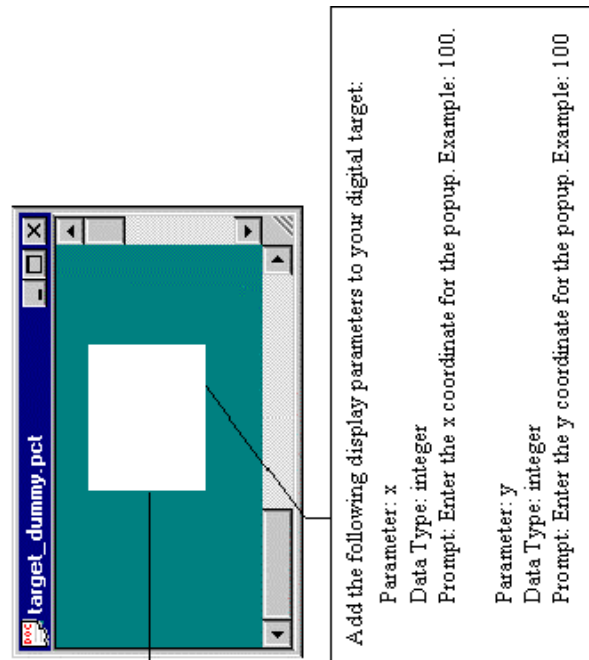 DOC
target_dummy.pct
Add the following display parameters to your digital target:
Parameter: x
Data Type: integer
Prompt: Enter the x coordinate for the popup. Example: 100.
Parameter: y
Data Type: integer
Prompt: Enter the y coordinate for the popup. Example: 100